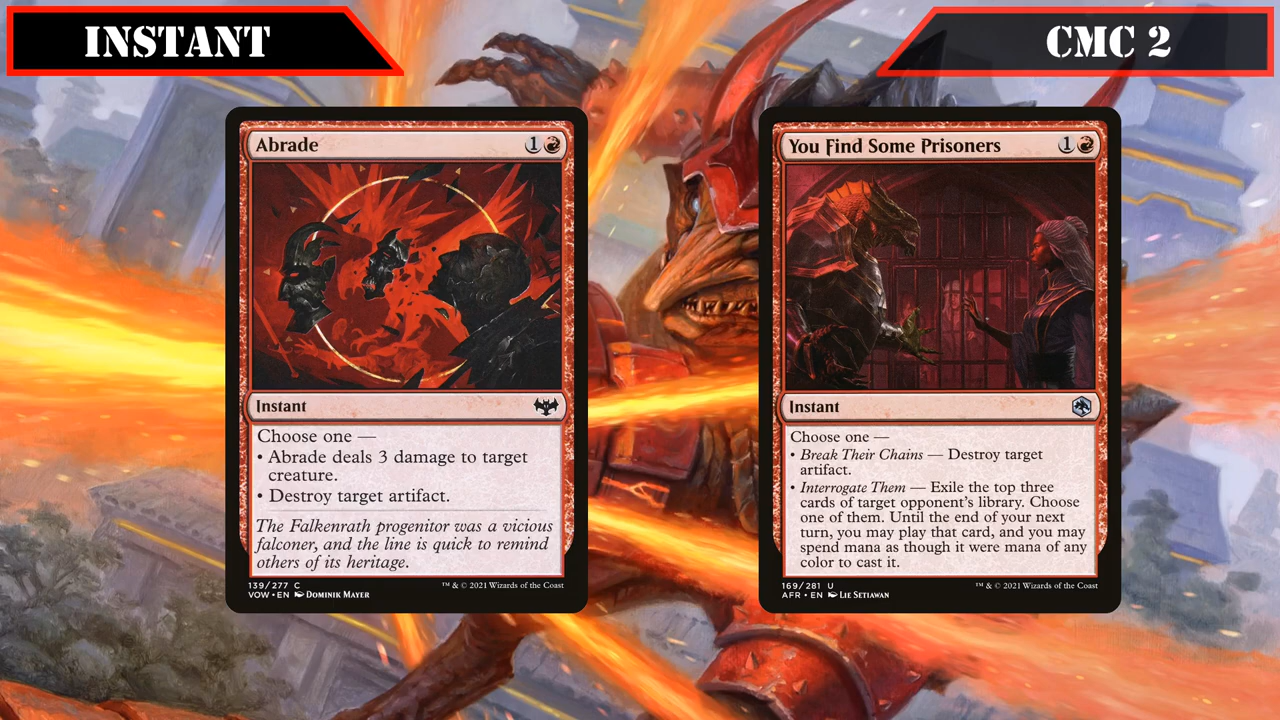 INSTANT
CMC 2
Abrade
1
Instant
Choose one —
• Abrade deals 3 damage to target
creature.
• Destroy target artifact.
The Falkenrath progenitor was a vicious
falconer, and the line is quick to remind
others of its heritage.
139/277 C
™ & © 2021 Wizards of the Coast
VOW • EN DOMINIK MAYER
You Find Some Prisoners
1
Instant
Choose one —
• Break Their Chains — Destroy target
artifact.
• Interrogate Them — Exile the top three
cards of target opponent's library. Choose
one of them. Until the end of your next
turn, you may play that card, and you may
spend mana as though it were mana of any
color to cast it.
169/281 U
™ & © 2021 Wizards of the Coast
AFR • EN LIE SETIAWAN